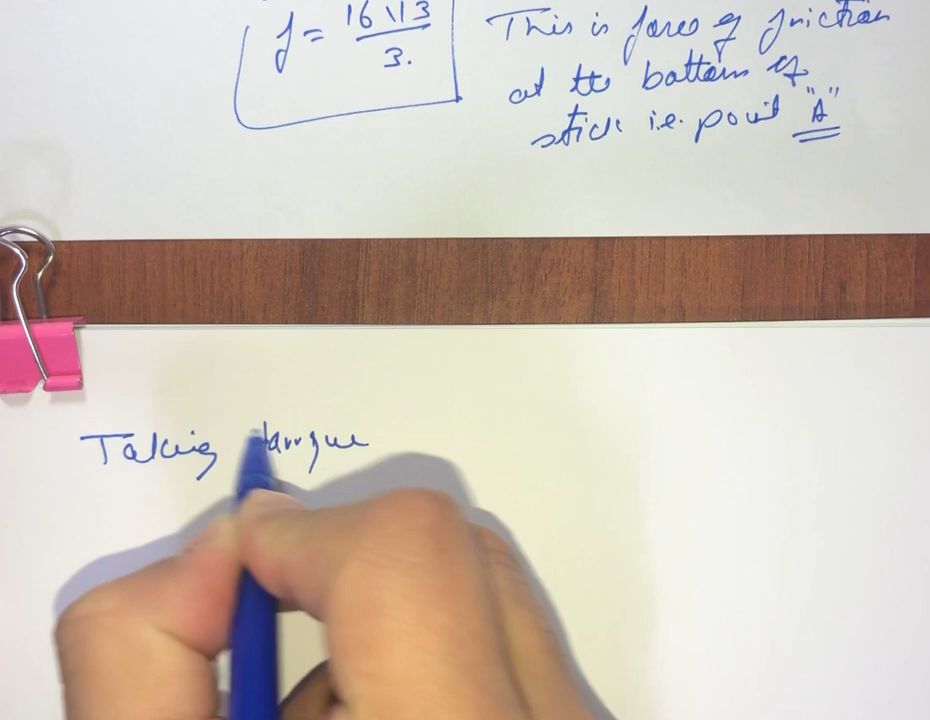 f = 16√3 / 3.
This is force of friction
at the bottom of
stick i.e. point "A"
Taking torque